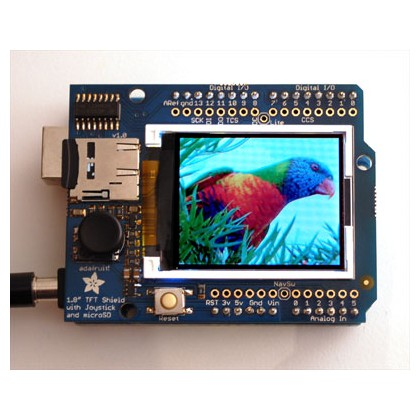 Digital I/O Digital I/O
ARef gnd 13 12 11 10 9 8 7 6 5 4 3 2 1 0
SCK DI DO TCS Lite CCS
v1.0
adafruit!
1.8" TFT Shield
with Joystick
and microSD
Reset
NavSw
RST 3v 5v Gnd Vin 0 1 2 3 4 5
Analog In